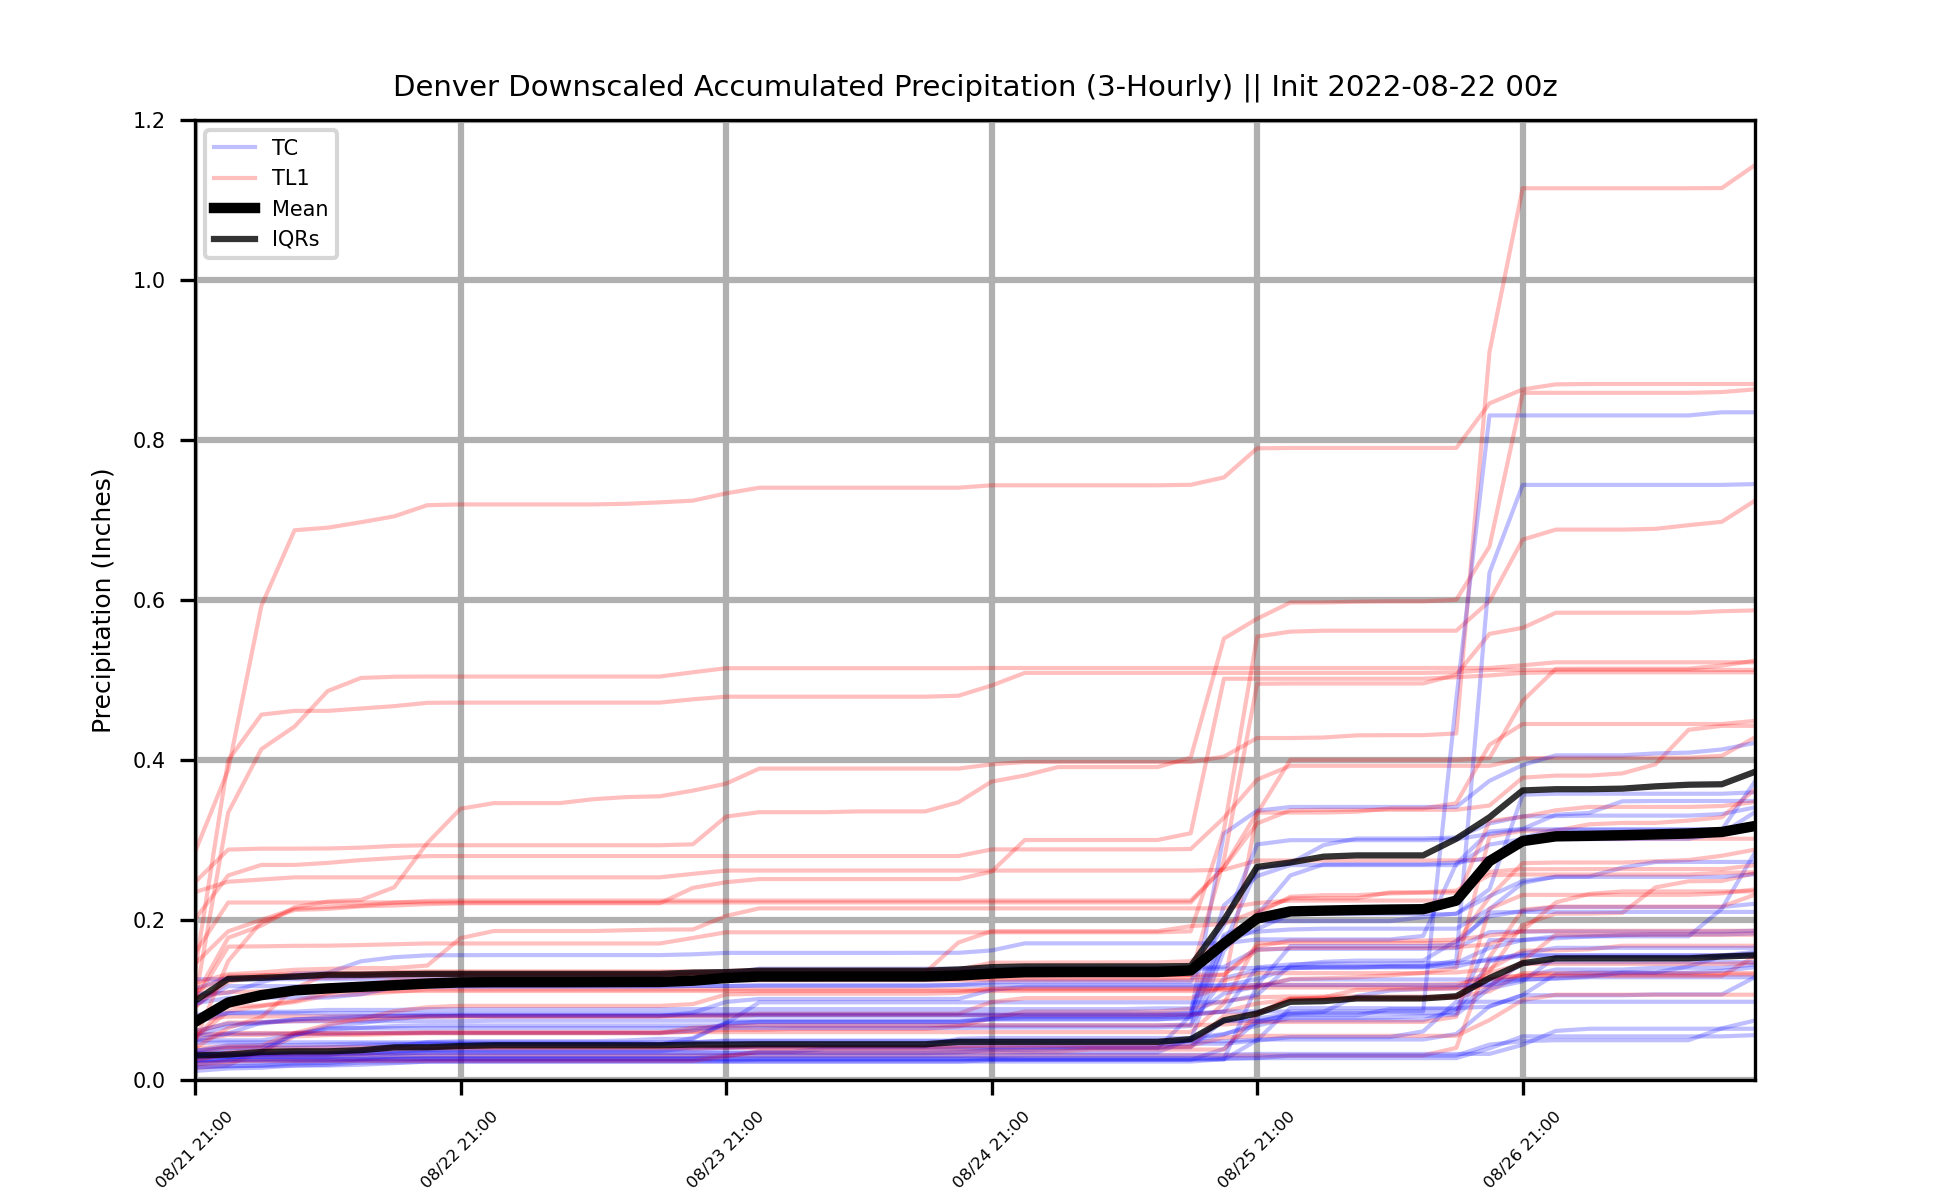 Denver Downscaled Accumulated Precipitation (3-Hourly) || Init 2022-08-22 00z
Precipitation (Inches)
1.2
1.0
0.8
0.6
0.4
0.2
0.0
TC
TL1
Mean
IQRs
08/21 21:00
08/22 21:00
08/23 21:00
08/24 21:00
08/25 21:00
08/26 21:00